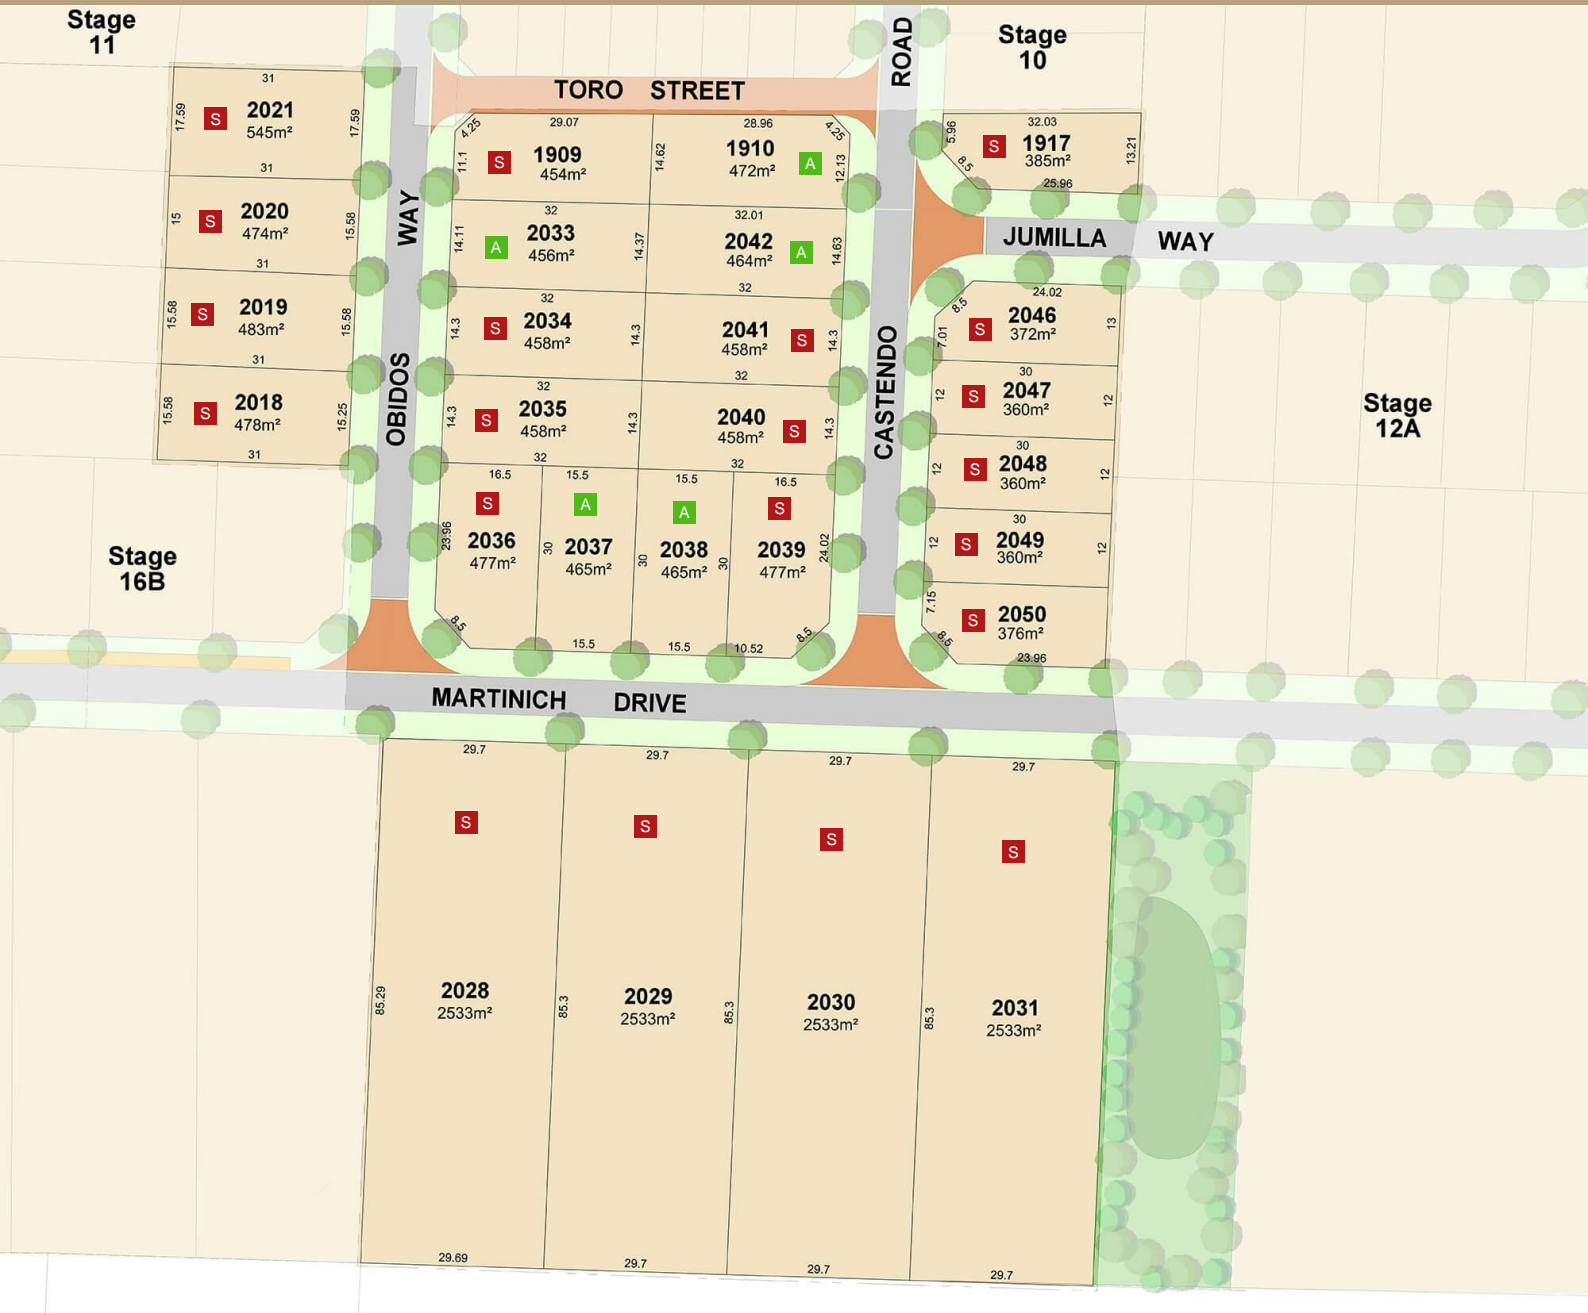 Stage
11
ROAD
Stage
10
TORO STREET
31
17.59
S
2021
545m²
17.59
31
15
S
2020
474m²
15.58
31
15.58
S
2019
483m²
15.58
31
15.58
S
2018
478m²
15.25
31
OBIDOS WAY
4.25
29.07
11.1
S
1909
454m²
14.62
28.96
4.25
1910
472m²
A
12.13
32
14.11
A
2033
456m²
14.37
32.01
2042
464m²
A
14.63
32
14.3
S
2034
458m²
14.3
32
2041
458m²
S
14.3
32
14.3
S
2035
458m²
14.3
32
2040
458m²
S
14.3
32
32
16.5
S
23.96
2036
477m²
8.5
15.5
A
30
2037
465m²
15.5
15.5
A
30
2038
465m²
15.5
16.5
S
30
2039
477m²
24.02
10.52
8.5
CASTENDO
5.96
32.03
S
1917
385m²
13.21
8.5
25.96
JUMILLA WAY
24.02
8.5
S
2046
372m²
7.01
13
30
12
S
2047
360m²
12
30
12
S
2048
360m²
12
30
12
S
2049
360m²
12
7.15
S
2050
376m²
8.5
23.96
Stage
12A
Stage
16B
MARTINICH DRIVE
29.7
29.7
29.7
29.7
S
S
S
S
85.29
2028
2533m²
85.3
2029
2533m²
85.3
2030
2533m²
85.3
2031
2533m²
29.69
29.7
29.7
29.7